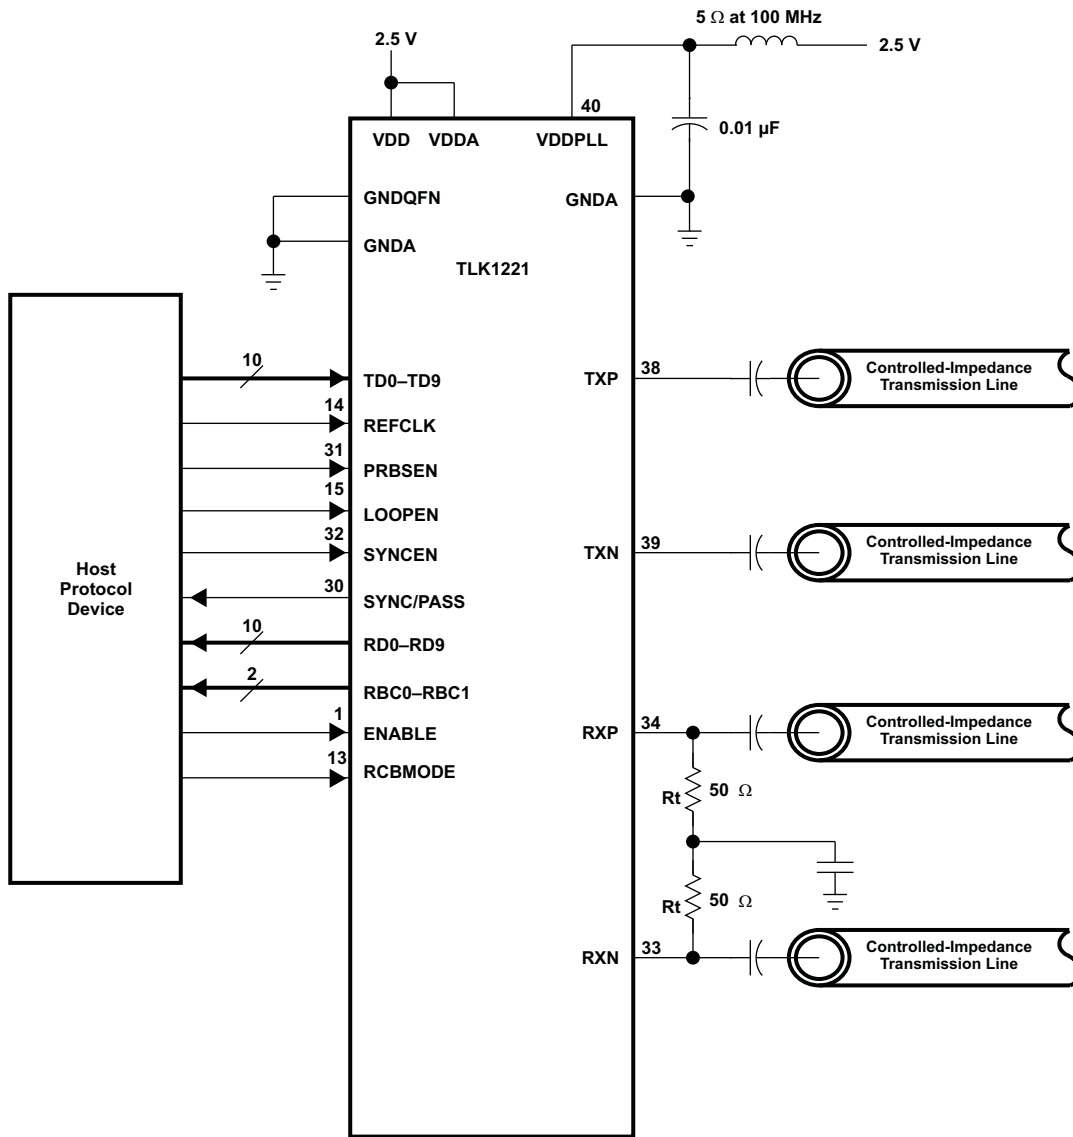 5 Ω at 100 MHz
2.5 V
2.5 V
40
VDD
VDDA
VDDPLL
0.01 µF
GNDQFN
GNDA
GNDA
TLK1221
Host
Protocol
Device
10
TD0–TD9
14
REFCLK
31
PRBSEN
15
LOOPEN
32
SYNCEN
30
SYNC/PASS
10
RD0–RD9
2
RBC0–RBC1
1
ENABLE
13
RCBMODE
TXP
38
Controlled-Impedance
Transmission Line
TXN
39
Controlled-Impedance
Transmission Line
RXP
34
Controlled-Impedance
Transmission Line
Rt
50 Ω
Rt
50 Ω
RXN
33
Controlled-Impedance
Transmission Line